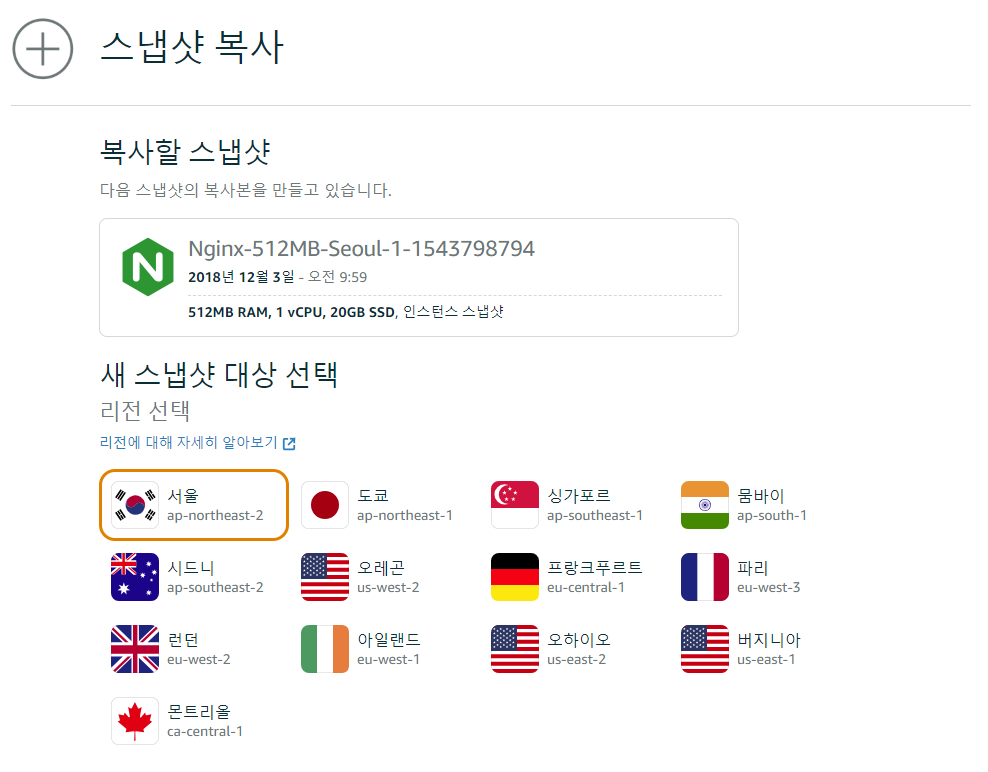 스냅샷 복사
복사할 스냅샷
다음 스냅샷의 복사본을 만들고 있습니다.
N
Nginx-512MB-Seoul-1-1543798794
2018년 12월 3일 - 오전 9:59
512MB RAM, 1 vCPU, 20GB SSD, 인스턴스 스냅샷
새 스냅샷 대상 선택
리전 선택
리전에 대해 자세히 알아보기
서울
ap-northeast-2
도쿄
ap-northeast-1
싱가포르
ap-southeast-1
뭄바이
ap-south-1
시드니
ap-southeast-2
오레곤
us-west-2
프랑크푸르트
eu-central-1
파리
eu-west-3
런던
eu-west-2
아일랜드
eu-west-1
오하이오
us-east-2
버지니아
us-east-1
몬트리올
ca-central-1